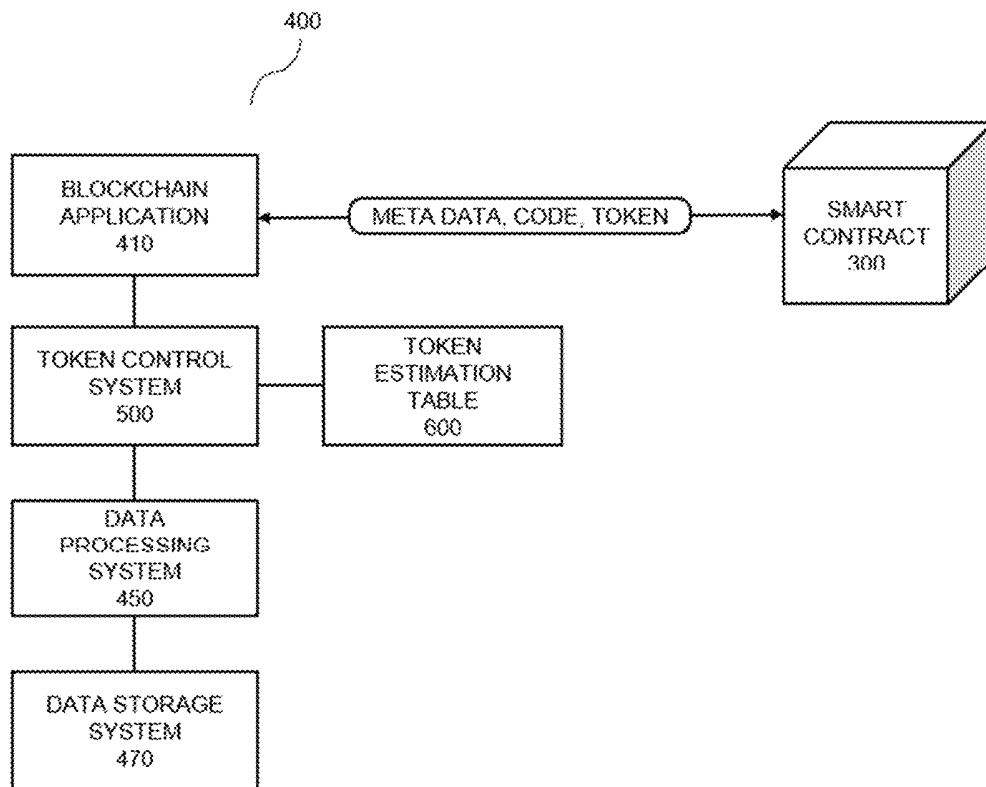 400
BLOCKCHAIN
APPLICATION
410
META DATA, CODE, TOKEN
SMART
CONTRACT
300
TOKEN CONTROL
SYSTEM
500
TOKEN
ESTIMATION
TABLE
600
DATA
PROCESSING
SYSTEM
450
DATA STORAGE
SYSTEM
470